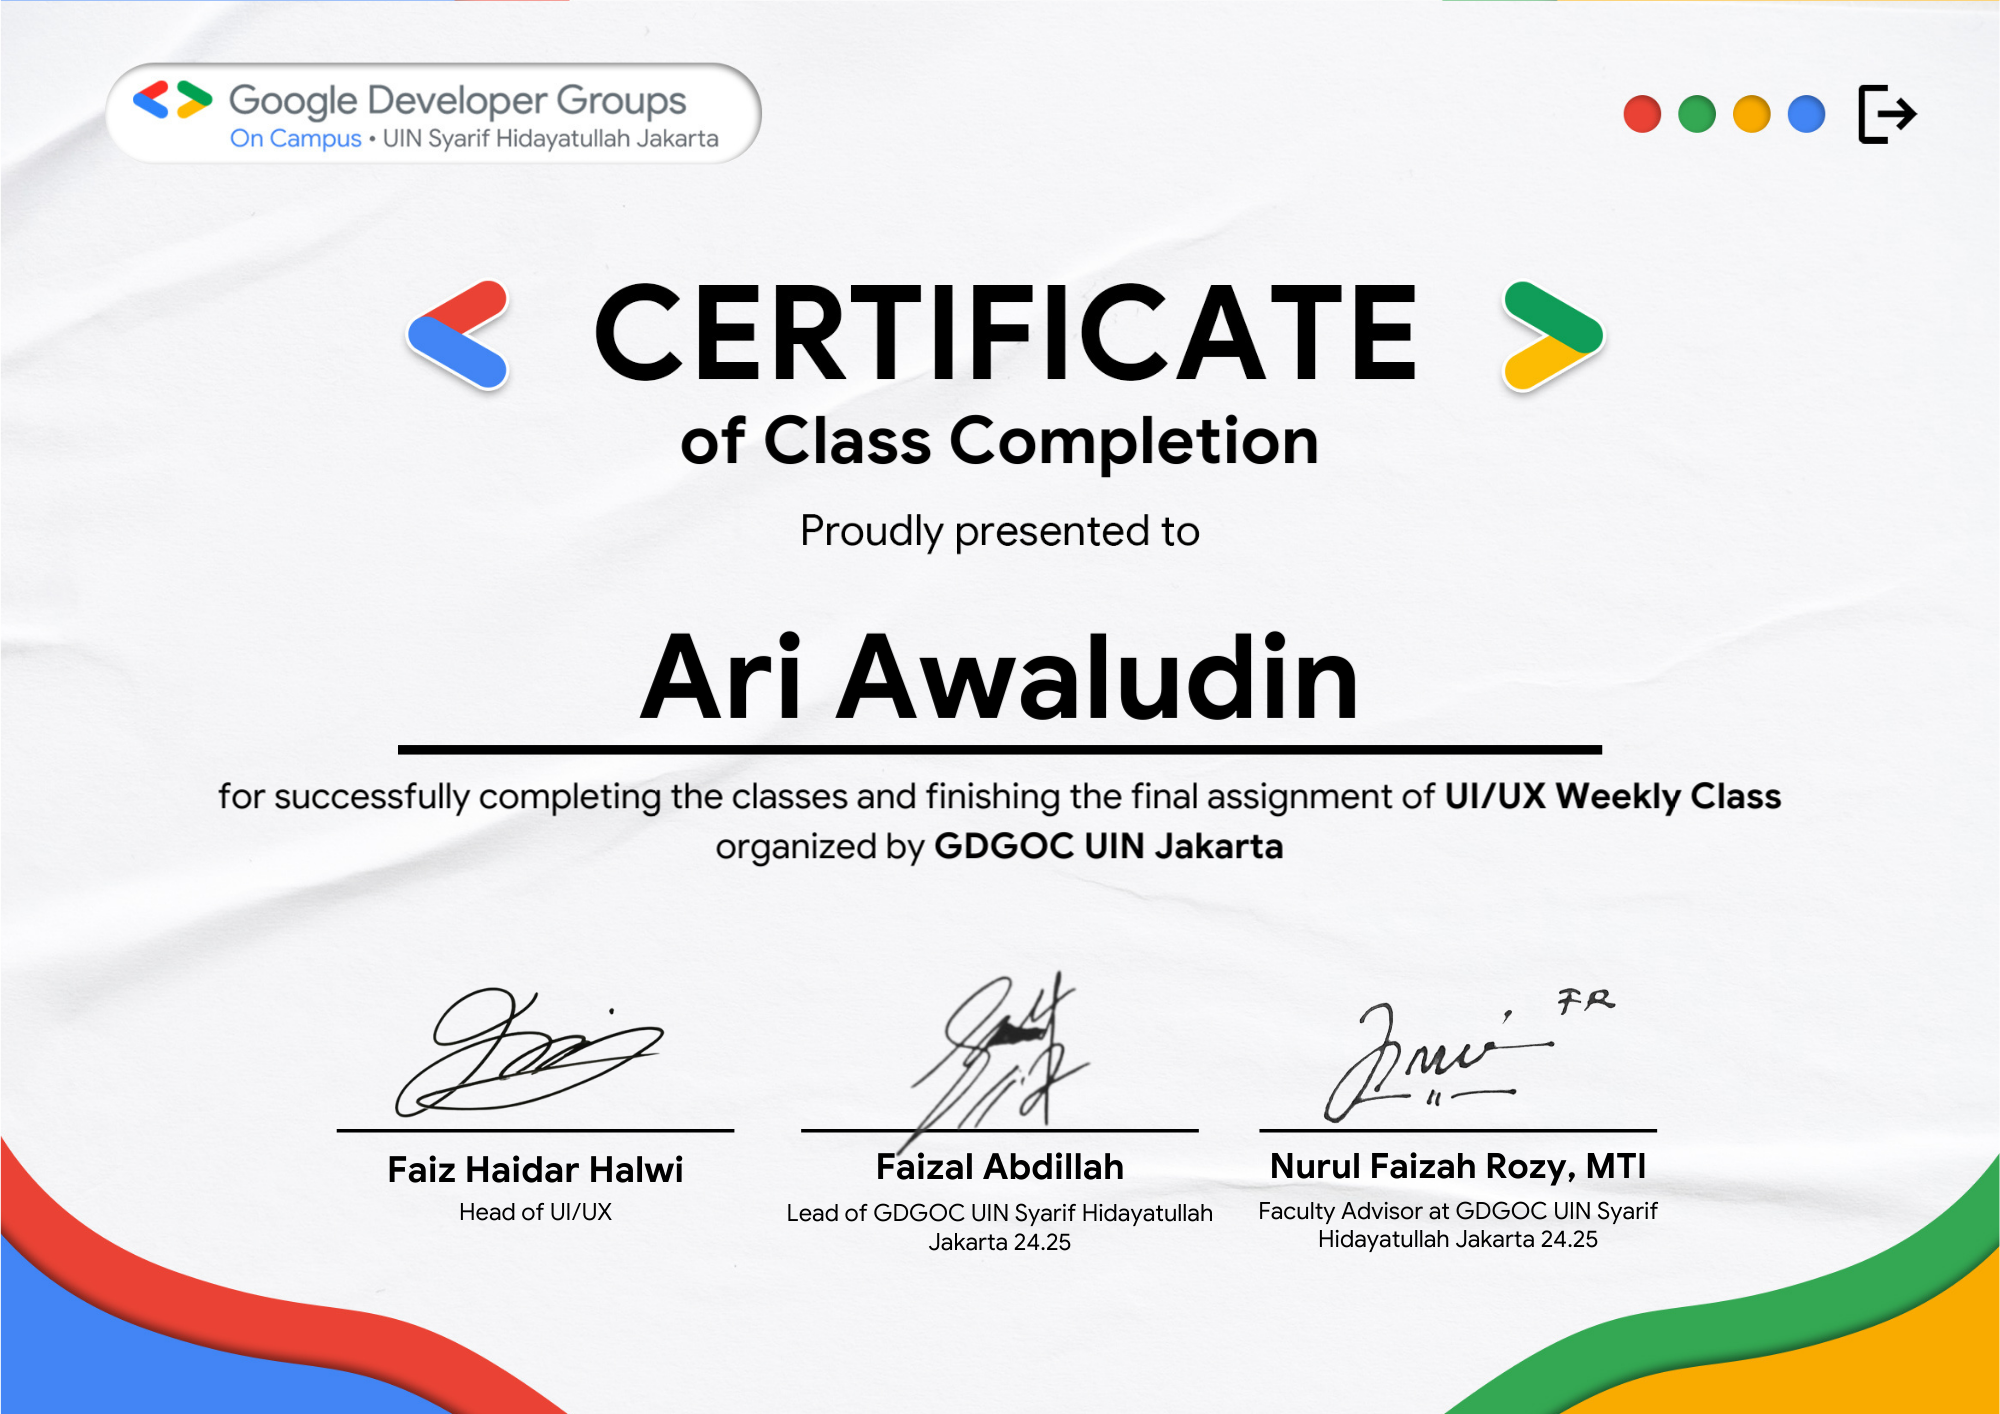 Google Developer Groups
On Campus • UIN Syarif Hidayatullah Jakarta
CERTIFICATE
of Class Completion
Proudly presented to
Ari Awaludin
for successfully completing the classes and finishing the final assignment of UI/UX Weekly Class
organized by GDGOC UIN Jakarta
FR
Faiz Haidar Halwi
Head of UI/UX
Faizal Abdillah
Lead of GDGOC UIN Syarif Hidayatullah
Jakarta 24.25
Nurul Faizah Rozy, MTI
Faculty Advisor at GDGOC UIN Syarif
Hidayatullah Jakarta 24.25